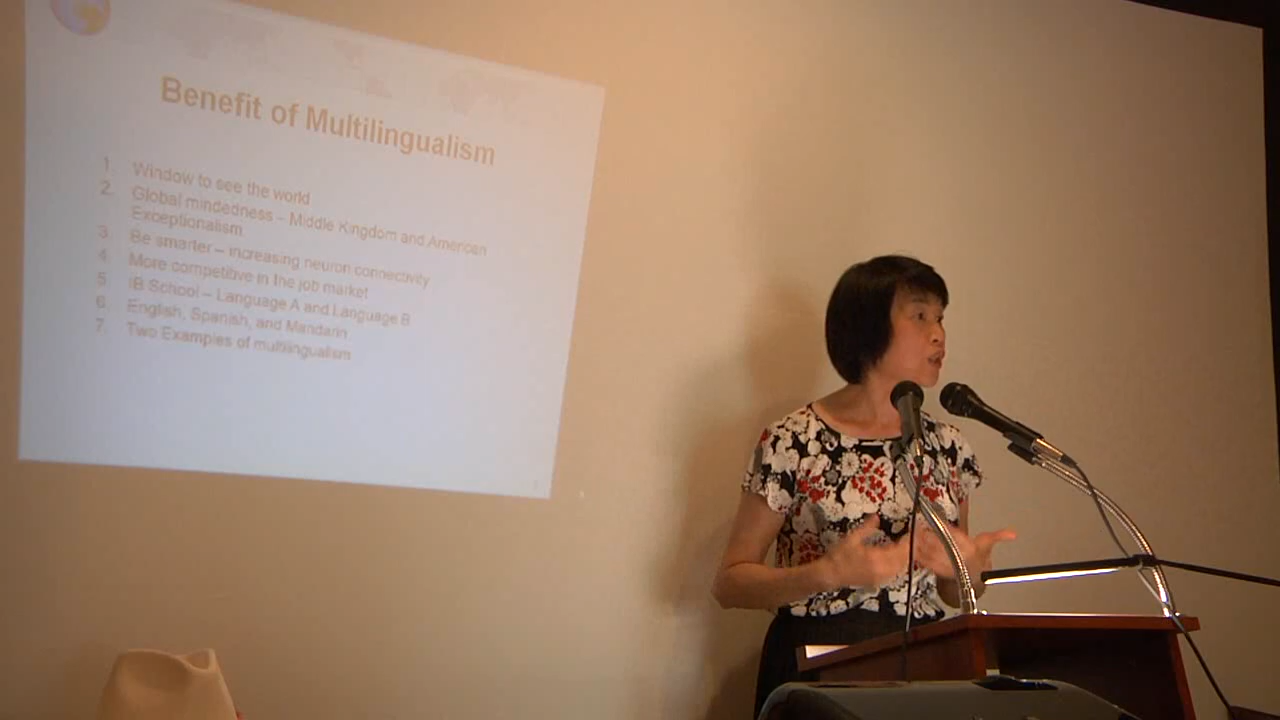 Benefit of Multilingualism
1. Window to see the world
2. Global mindedness – Middle Kingdom and American
Exceptionalism
3. Be smarter – increasing neuron connectivity
4. More competitive in the job market
5. IB School – Language A and Language B
6. English, Spanish, and Mandarin
7. Two Examples of multilingualism